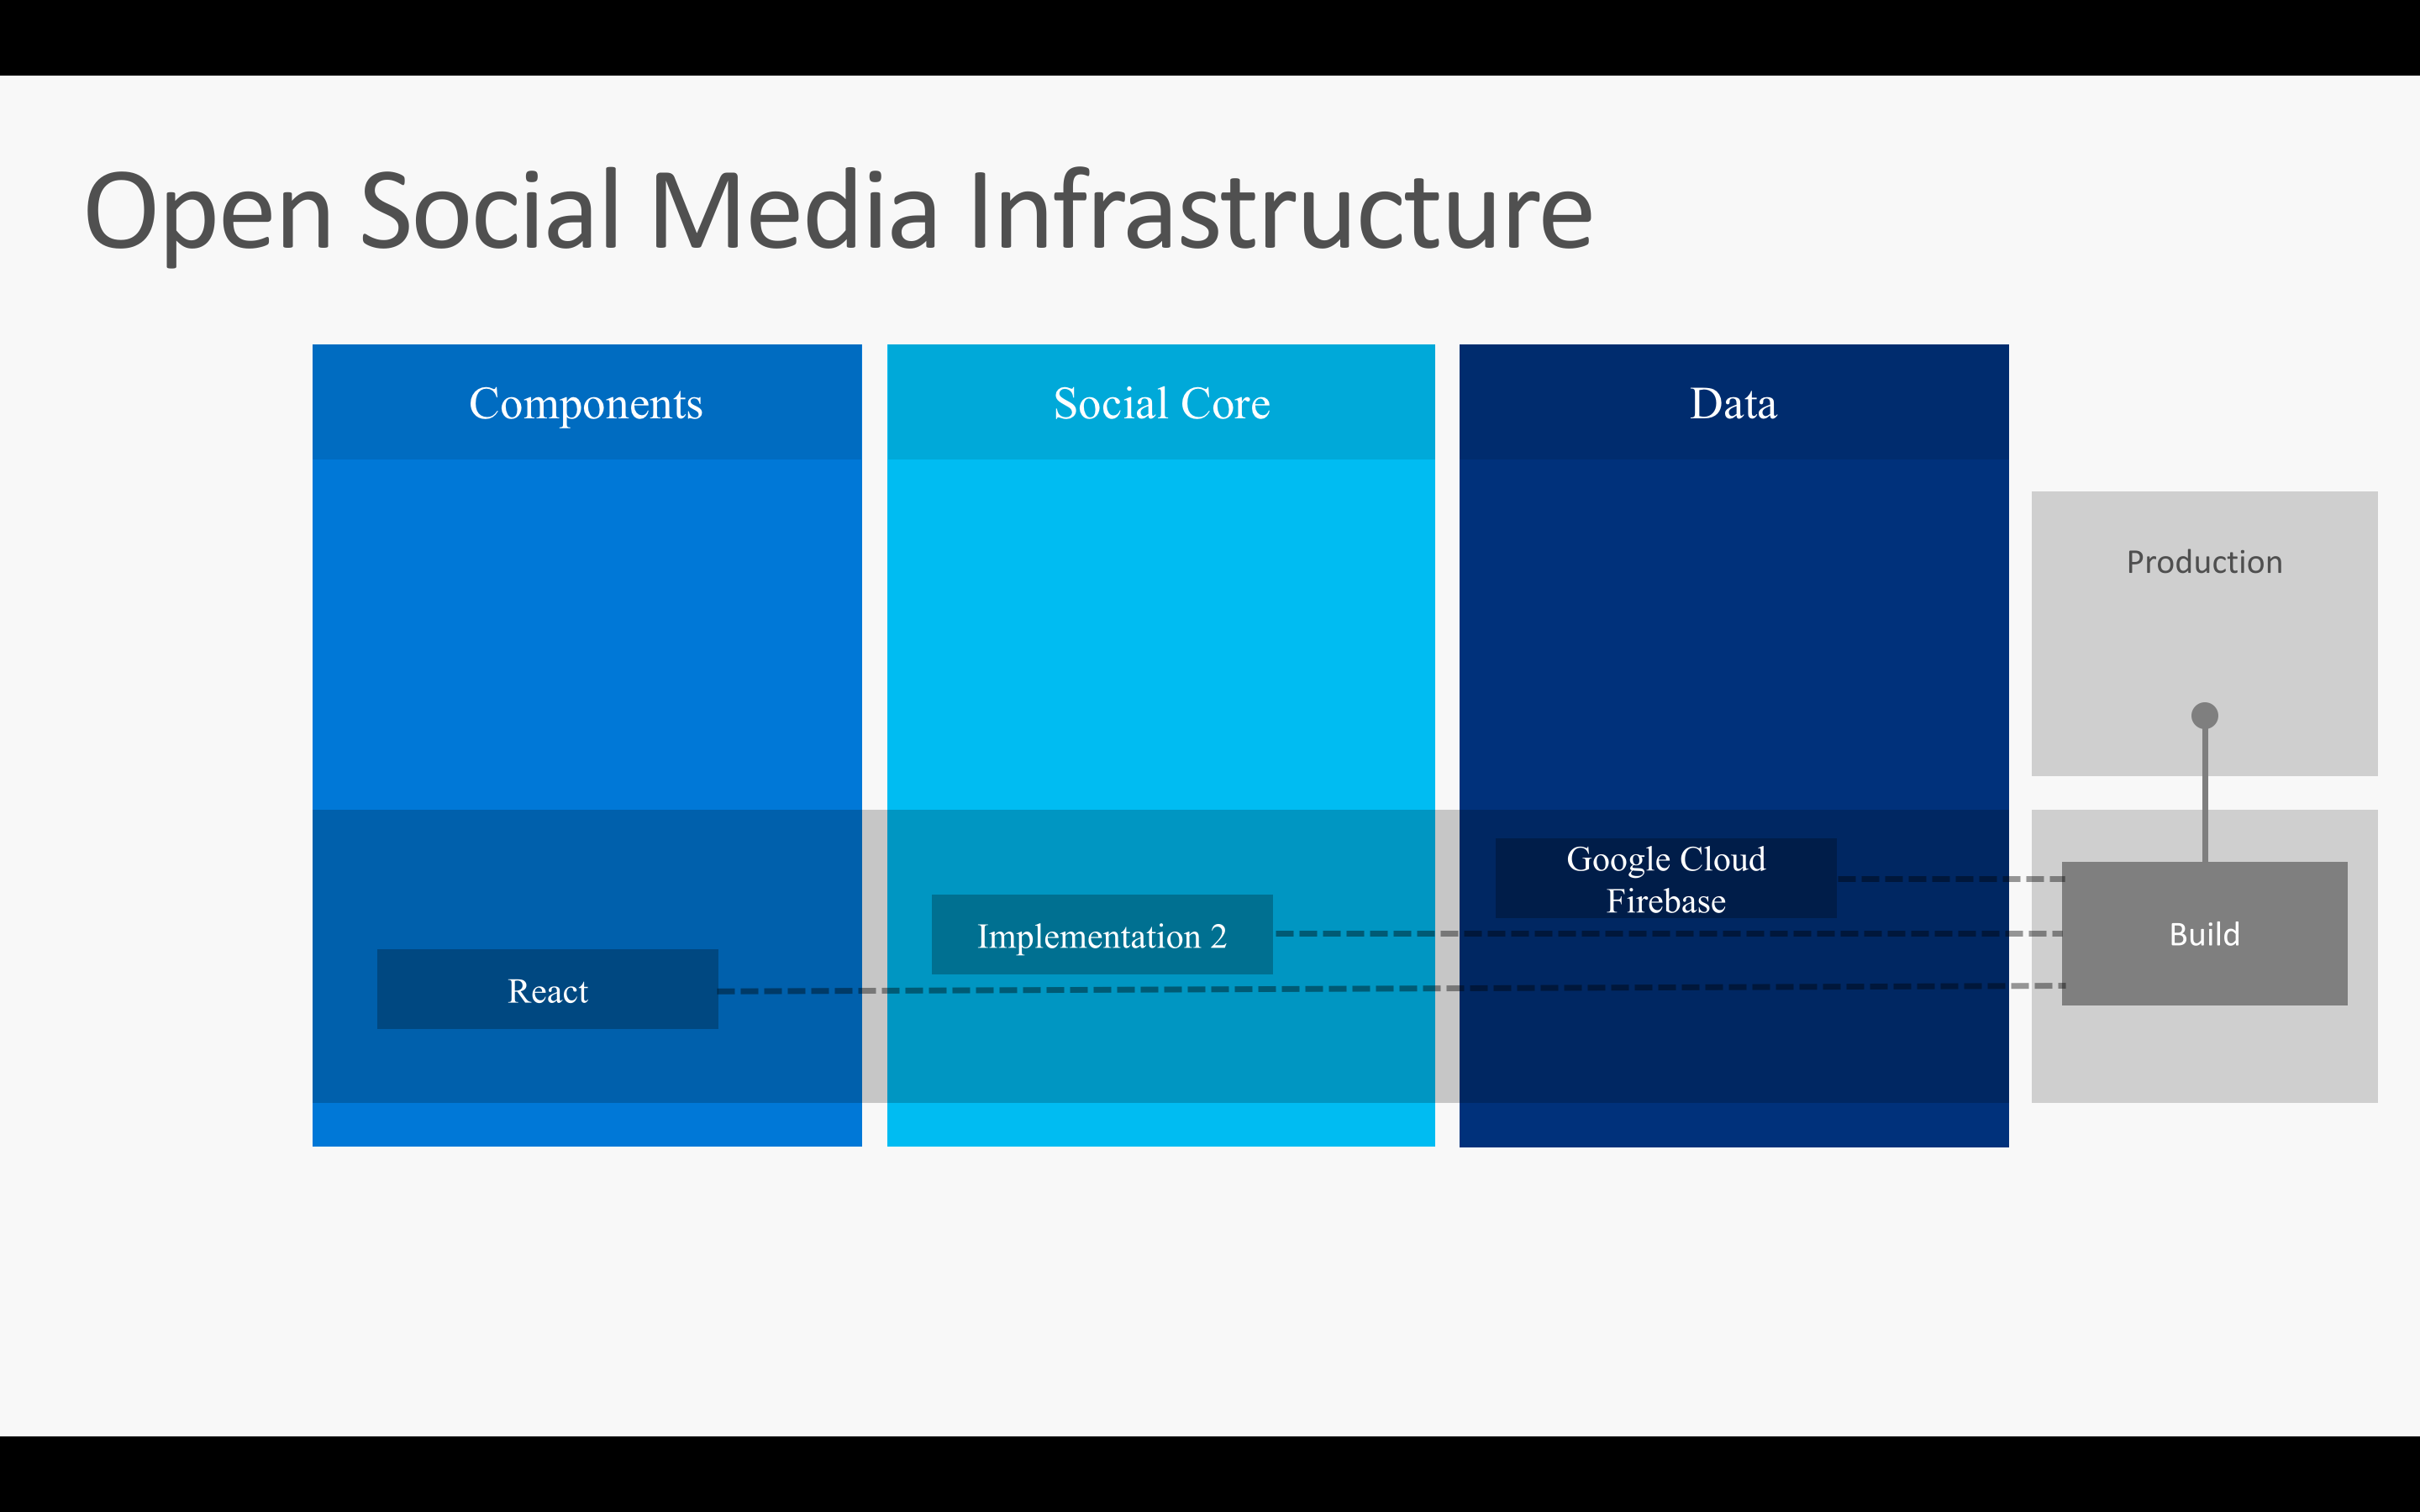 Open Social Media Infrastructure
Components
Social Core
Data
Production
Google Cloud
Firebase
Implementation 2
Build
React